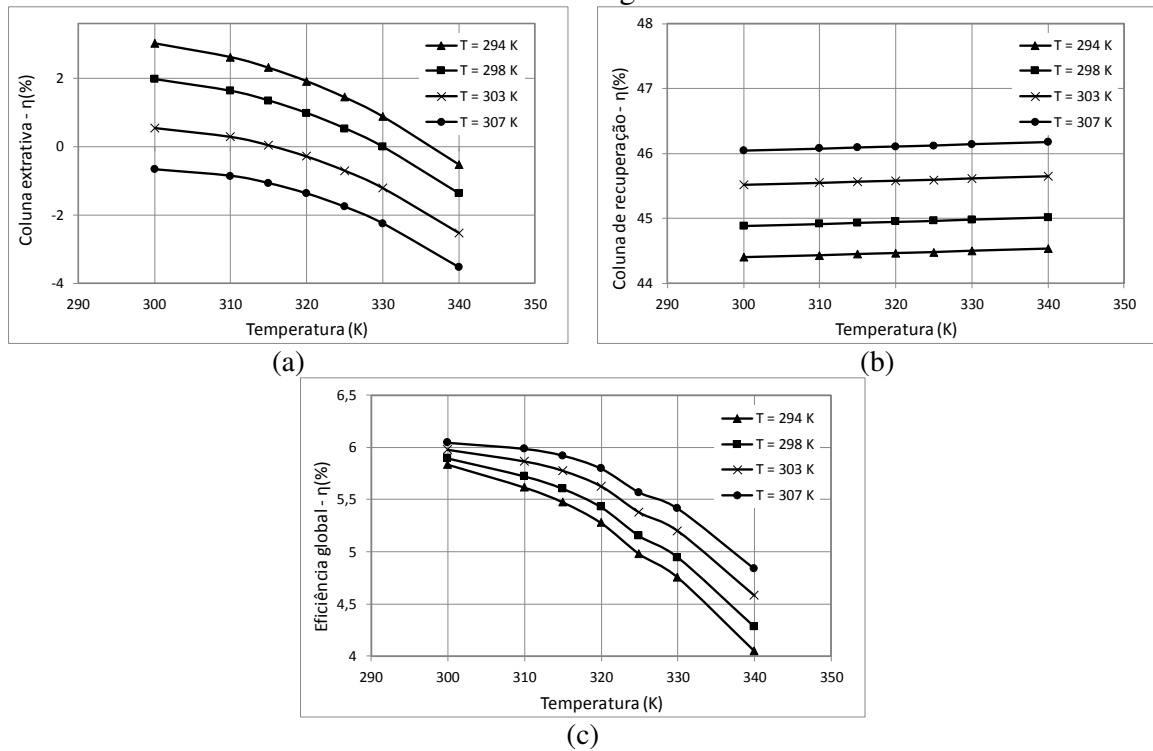 Coluna extrativa - η(%)
2
0
-2
-4
290 300 310 320 330 340 350
Temperatura (K)
T = 294 K
T = 298 K
T = 303 K
T = 307 K
(a)
Coluna de recuperação - η(%)
48
47
46
45
44
290 300 310 320 330 340 350
Temperatura (K)
T = 294 K
T = 298 K
T = 303 K
T = 307 K
(b)
Eficiência global - η(%)
6,5
6
5,5
5
4,5
4
290 300 310 320 330 340 350
Temperatura (K)
T = 294 K
T = 298 K
T = 303 K
T = 307 K
(c)